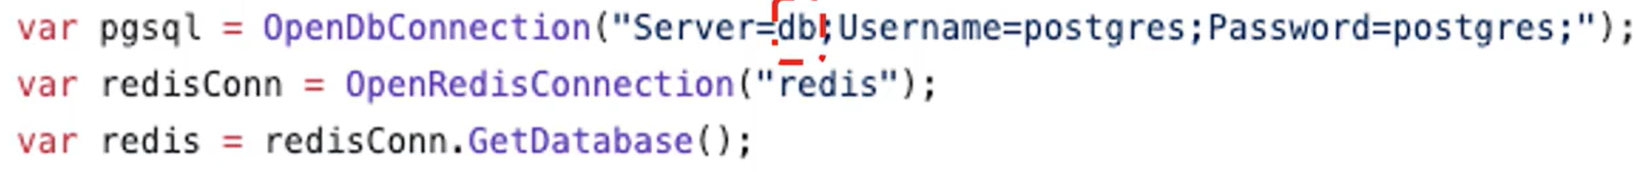 var pgsql = OpenDbConnection("Server=db;Username=postgres;Password=postgres;");
var redisConn = OpenRedisConnection("redis");
var redis = redisConn.GetDatabase();